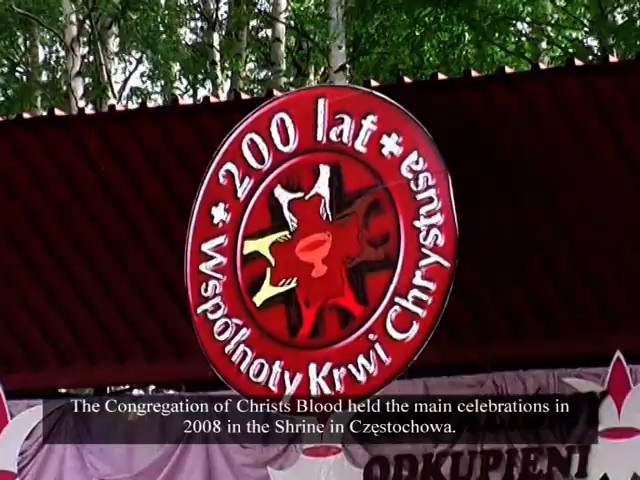 200 lat
Wspólnoty Krwi Chrystusa
The Congregation of Christs Blood held the main celebrations in
2008 in the Shrine in Częstochowa.
ODKUPIENI